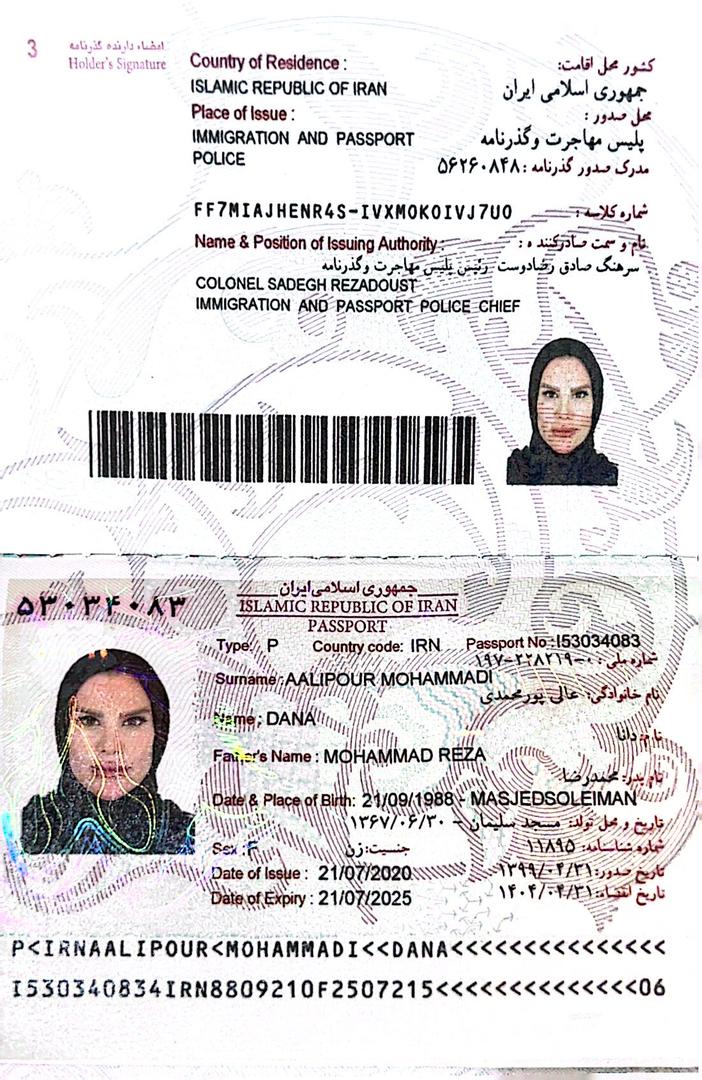 3
امضاء دارنده گذرنامه
Holder's Signature
Country of Residence :
کشور محل اقامت:
ISLAMIC REPUBLIC OF IRAN
جمهوری اسلامی ایران
Place of Issue :
محل صدور :
IMMIGRATION AND PASSPORT
POLICE
پلیس مهاجرت وگذرنامه
مدرک صدور گذرنامه : ۵۶۲۶۰۸۴۸
FF7MIAJHENR4S-IVXMOKOIVJ7UO
شماره کلاسه :
Name & Position of Issuing Authority :
نام و سمت صادرکننده :
سرهنگ صادق رضادوست رئیس پلیس مهاجرت وگذرنامه
COLONEL SADEGH REZADOUST
IMMIGRATION AND PASSPORT POLICE CHIEF
۵۳۰۳۴۰۸۳
جمهوری اسلامی ایران
ISLAMIC REPUBLIC OF IRAN
PASSPORT
Type: P Country code: IRN Passport No :I53034083
شماره ملی : ۱۹۷-۲۲۸۲۱۹-۰
Surname : AALIPOUR MOHAMMADI
نام خانوادگی: عالی پورمحمدی
Name : DANA
نام: دانا
Father's Name : MOHAMMAD REZA
نام پدر: محمدرضا
Date & Place of Birth: 21/09/1988 - MASJEDSOLEIMAN
تاریخ و محل تولد: مسجد سلیمان - ۱۳۶۷/۰۶/۳۰
Sex : F
جنسیت: زن
شماره شناسنامه: ۱۱۸۹۵
Date of Issue : 21/07/2020
تاریخ صدور: ۱۳۹۹/۰۴/۳۱
Date of Expiry : 21/07/2025
تاریخ انقضاء: ۱۴۰۴/۰۴/۳۱
P<IRNAALIPOUR<MOHAMMADI<<DANA<<<<<<<<<<<<<<<
I530340834IRN8809210F2507215<<<<<<<<<<<<<<06